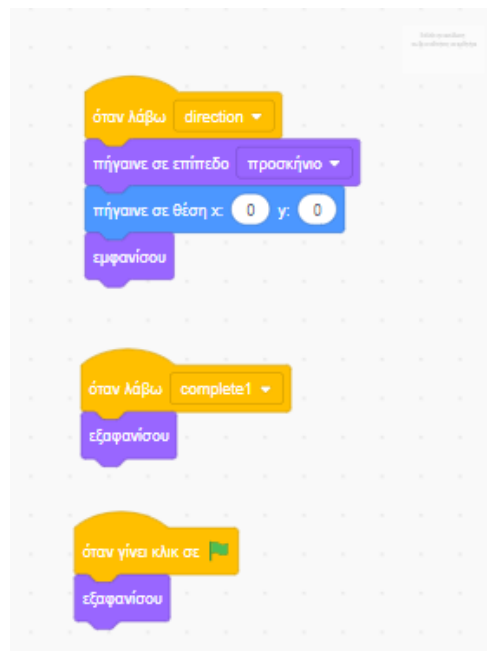 όταν λάβω direction
πήγαινε σε επίπεδο προσκήνιο
πήγαινε σε θέση x: 0 y: 0
εμφανίσου
όταν λάβω complete1
εξαφανίσου
όταν γίνει κλικ σε
εξαφανίσου